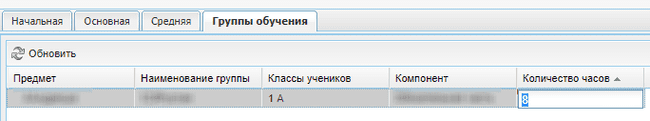 Начальная Основная Средняя Группы обучения
Обновить
Предмет Наименование группы Классы учеников Компонент Количество часов
1 А 8